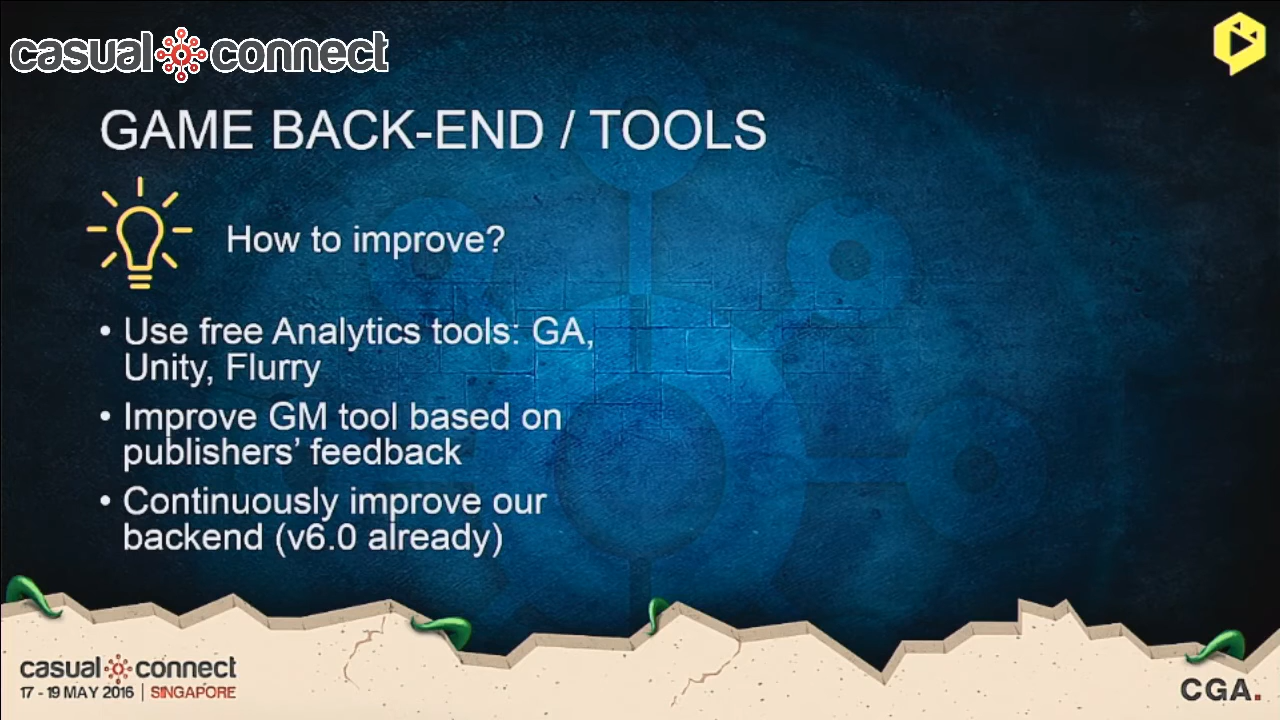 casual connect
GAME BACK-END / TOOLS
How to improve?
• Use free Analytics tools: GA,
Unity, Flurry
• Improve GM tool based on
publishers’ feedback
• Continuously improve our
backend (v6.0 already)
casual connect
17 - 19 MAY 2016 | SINGAPORE
CGA.